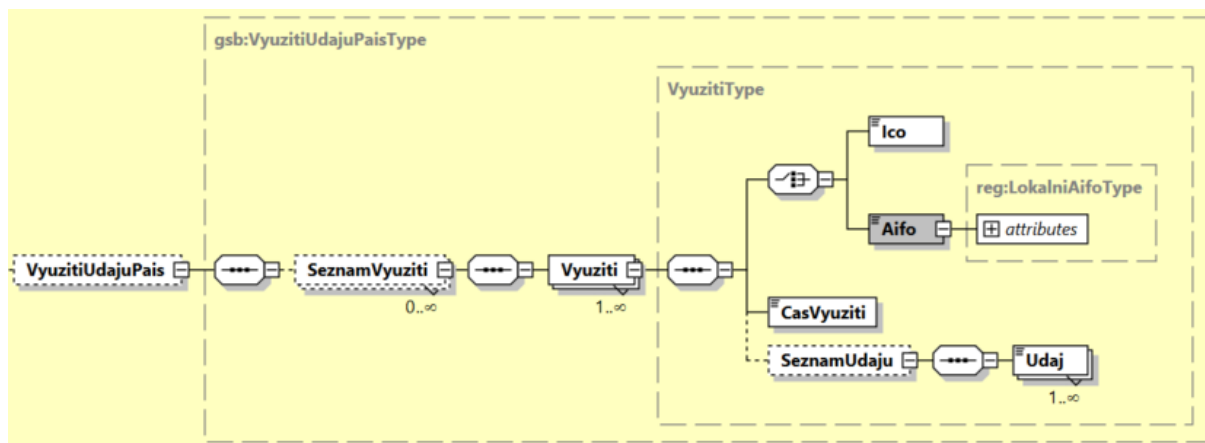 gsb:VyuzitiUdajuPaisType
VyuzitiType
Ico
reg:LokalniAifoType
Aifo
attributes
VyuzitiUdajuPais
SeznamVyuziti
Vyuziti
0..∞
1..∞
CasVyuziti
SeznamUdaju
Udaj
1..∞